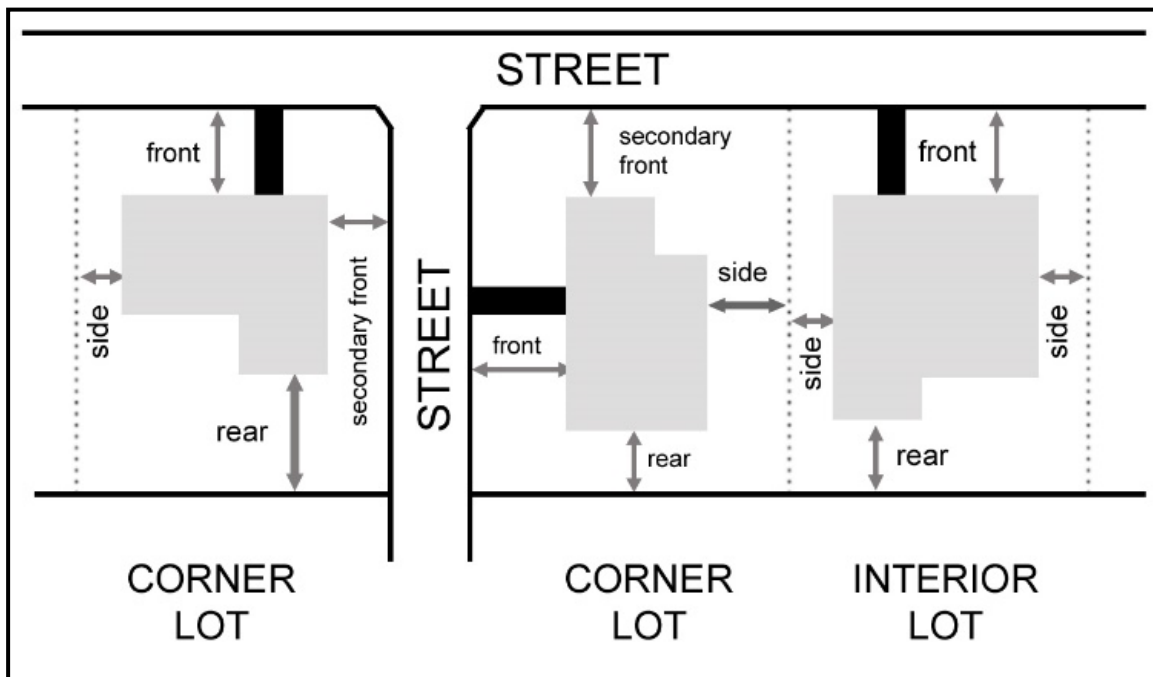 STREET
front
side
rear
secondary front
STREET
secondary
front
front
side
rear
front
side
side
rear
CORNER
LOT
CORNER
LOT
INTERIOR
LOT